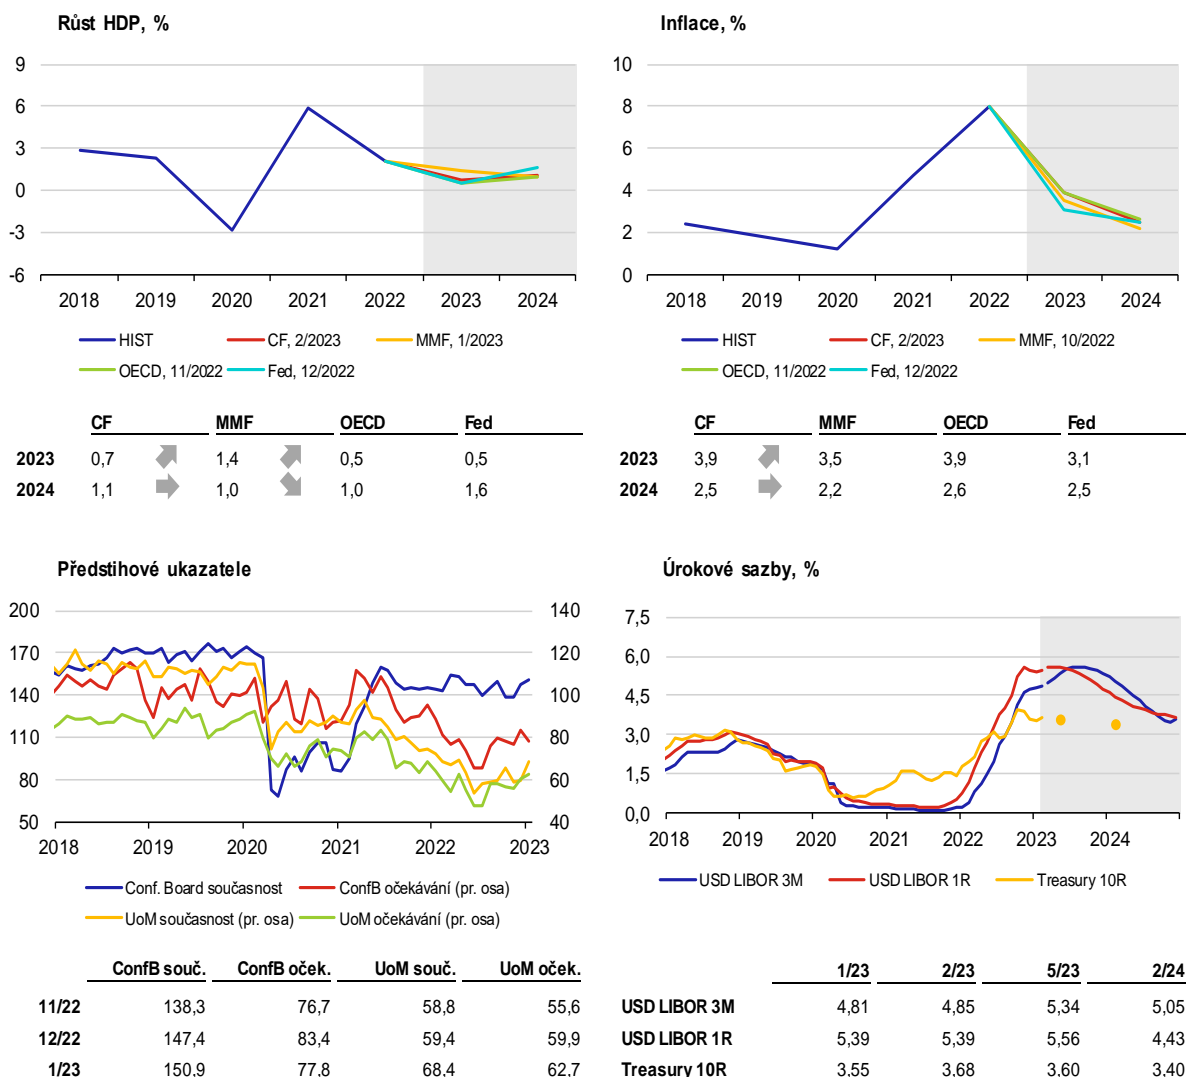 Růst HDP, %
9
6
3
0
-3
-6
2018 2019 2020 2021 2022 2023 2024
HIST CF, 2/2023 MMF, 1/2023
OECD, 11/2022 Fed, 12/2022
CF MMF OECD Fed
2023 0,7 1,4 0,5 0,5
2024 1,1 1,0 1,0 1,6
Inflace, %
10
8
6
4
2
0
2018 2019 2020 2021 2022 2023 2024
HIST CF, 2/2023 MMF, 10/2022
OECD, 11/2022 Fed, 12/2022
CF MMF OECD Fed
2023 3,9 3,5 3,9 3,1
2024 2,5 2,2 2,6 2,5
Předstihové ukazatele
200 140
170 120
140 100
110 80
80 60
50 40
2018 2019 2020 2021 2022 2023
Conf. Board současnost ConfB očekávání (pr. osa)
UoM současnost (pr. osa) UoM očekávání (pr. osa)
ConfB souč. ConfB oček. UoM souč. UoM oček.
11/22 138,3 76,7 58,8 55,6
12/22 147,4 83,4 59,4 59,9
1/23 150,9 77,8 68,4 62,7
Úrokové sazby, %
7,5
6,0
4,5
3,0
1,5
0,0
2018 2019 2020 2021 2022 2023 2024
USD LIBOR 3M USD LIBOR 1R Treasury 10R
1/23 2/23 5/23 2/24
USD LIBOR 3M 4,81 4,85 5,34 5,05
USD LIBOR 1R 5,39 5,39 5,56 4,43
Treasury 10R 3,55 3,68 3,60 3,40